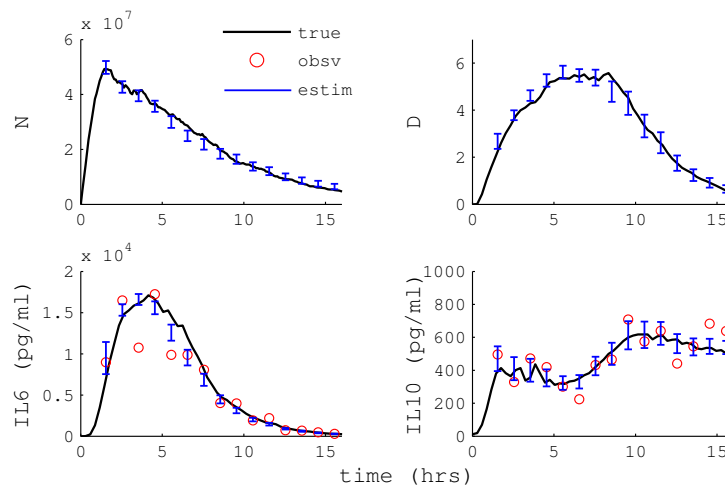 x 10^7
6
4
2
0
N
0 5 10 15
true
obsv
estim
6
4
2
0
D
0 5 10 15
x 10^4
2
1.5
1
0.5
0
IL6 (pg/ml)
0 5 10 15
1000
800
600
400
200
0
IL10 (pg/ml)
0 5 10 15
time (hrs)